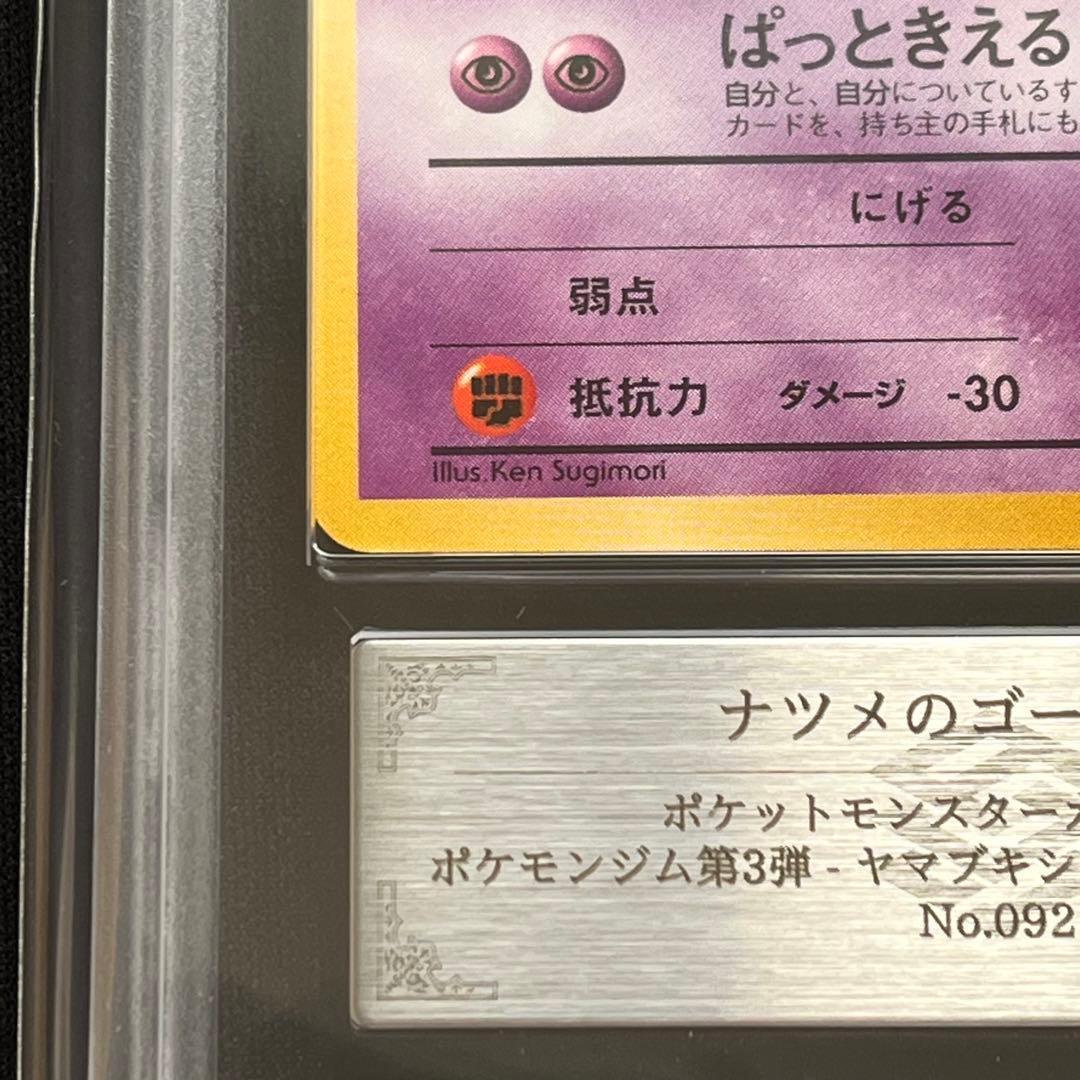 ぱっときえる
自分と、自分についているす
カードを、持ち主の手札にも
にげる
弱点
抵抗力 ダメージ -30
Illus.Ken Sugimori
ナツメのゴー
ポケットモンスターカ
ポケモンジム第3弾 - ヤマブキシ
No.092